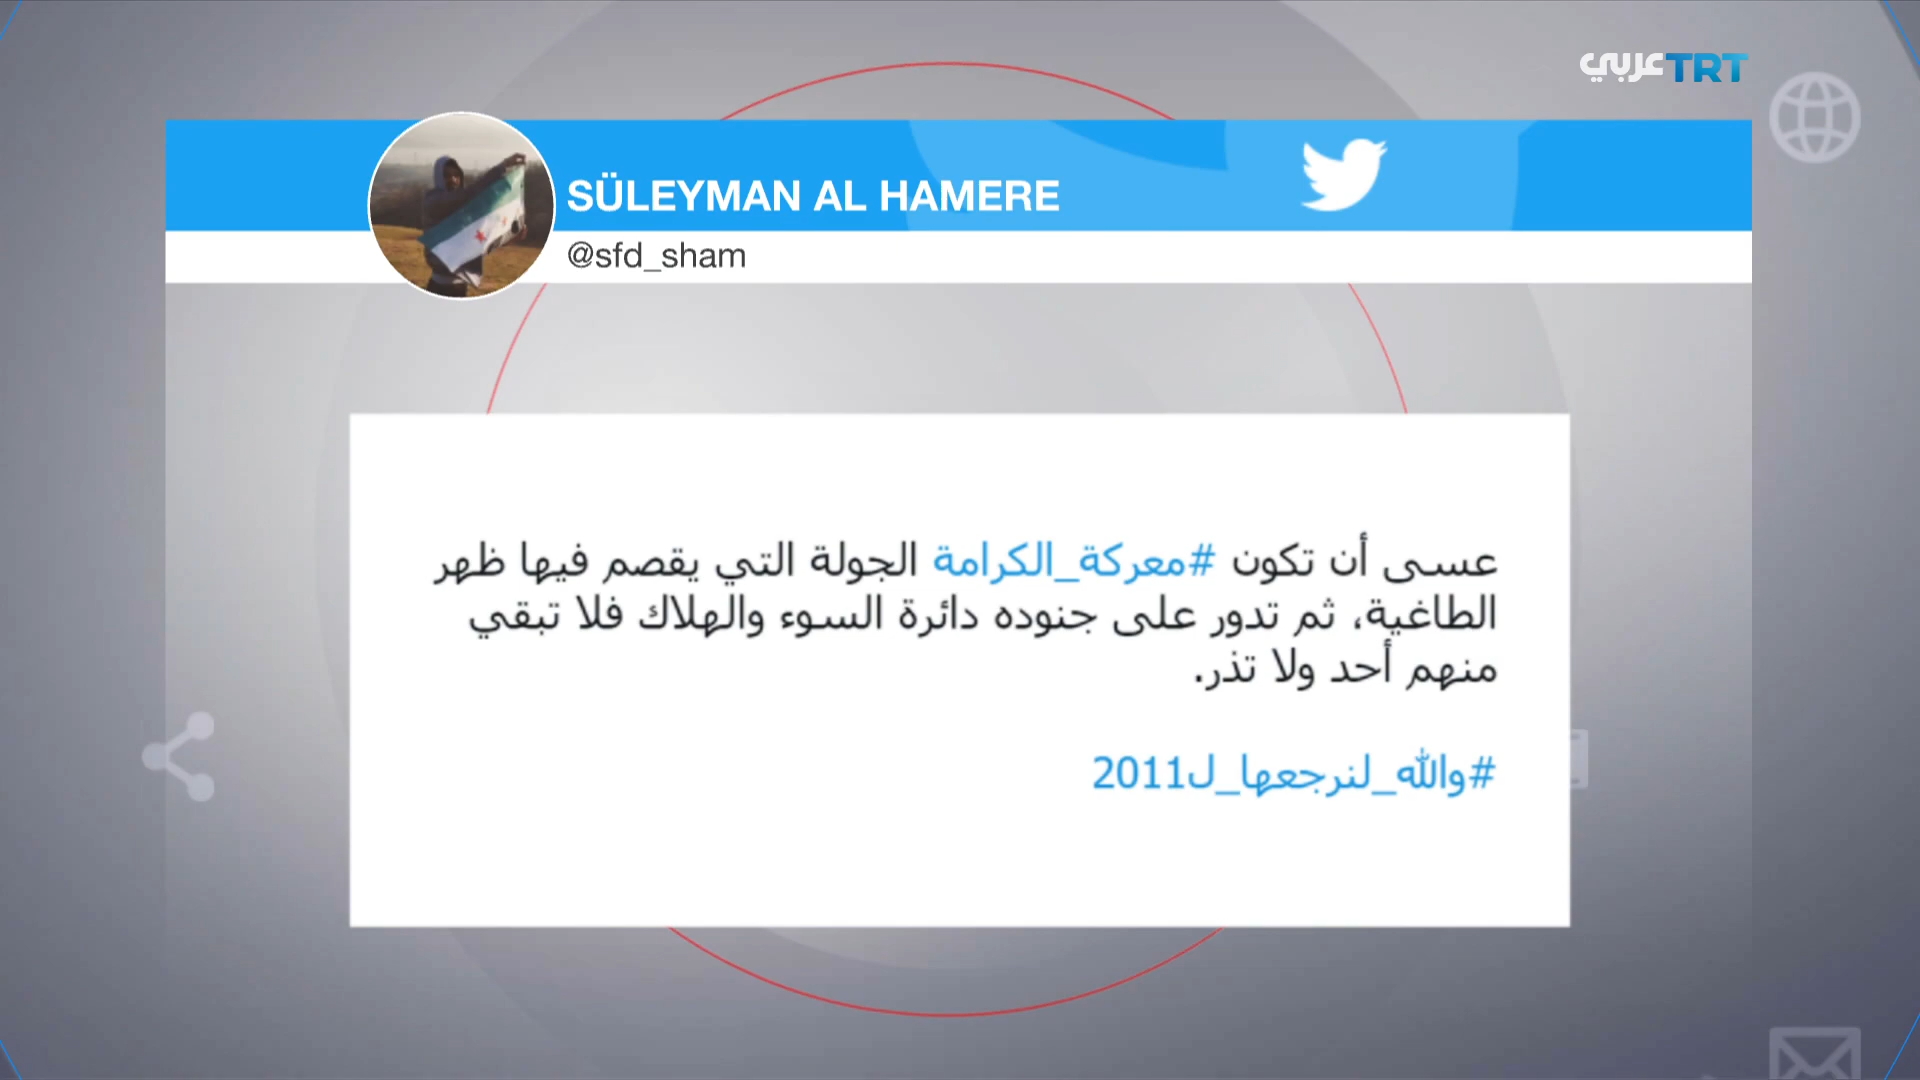 TRT عربي
SÜLEYMAN AL HAMERE
@sfd_sham
عسى أن تكون #معركة_الكرامة الجولة التي يقصم فيها ظهر
الطاغية، ثم تدور على جنوده دائرة السوء والهلاك فلا تبقي
منهم أحد ولا تذر.
#والله_لنرجعها_ل2011